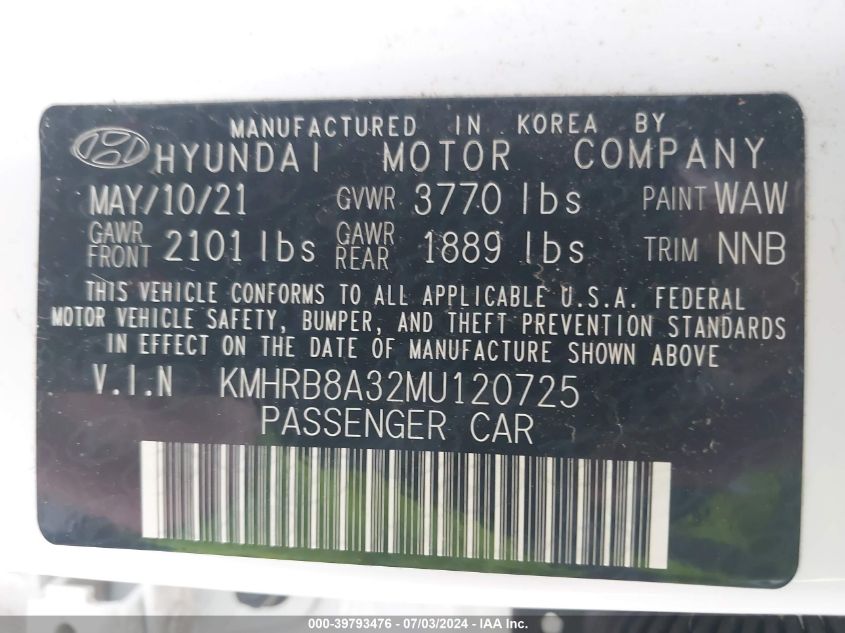 MANUFACTURED IN KOREA BY
HYUNDAI MOTOR COMPANY
MAY/10/21 GVWR 3770 lbs PAINT WAW
GAWR FRONT 2101 lbs GAWR REAR 1889 lbs TRIM NNB
THIS VEHICLE CONFORMS TO ALL APPLICABLE U.S.A. FEDERAL
MOTOR VEHICLE SAFETY, BUMPER, AND THEFT PREVENTION STANDARDS
IN EFFECT ON THE DATE OF MANUFACTURE SHOWN ABOVE
V.I.N KMHRB8A32MU120725
PASSENGER CAR
000-39793476 - 07/03/2024 - IAA Inc.